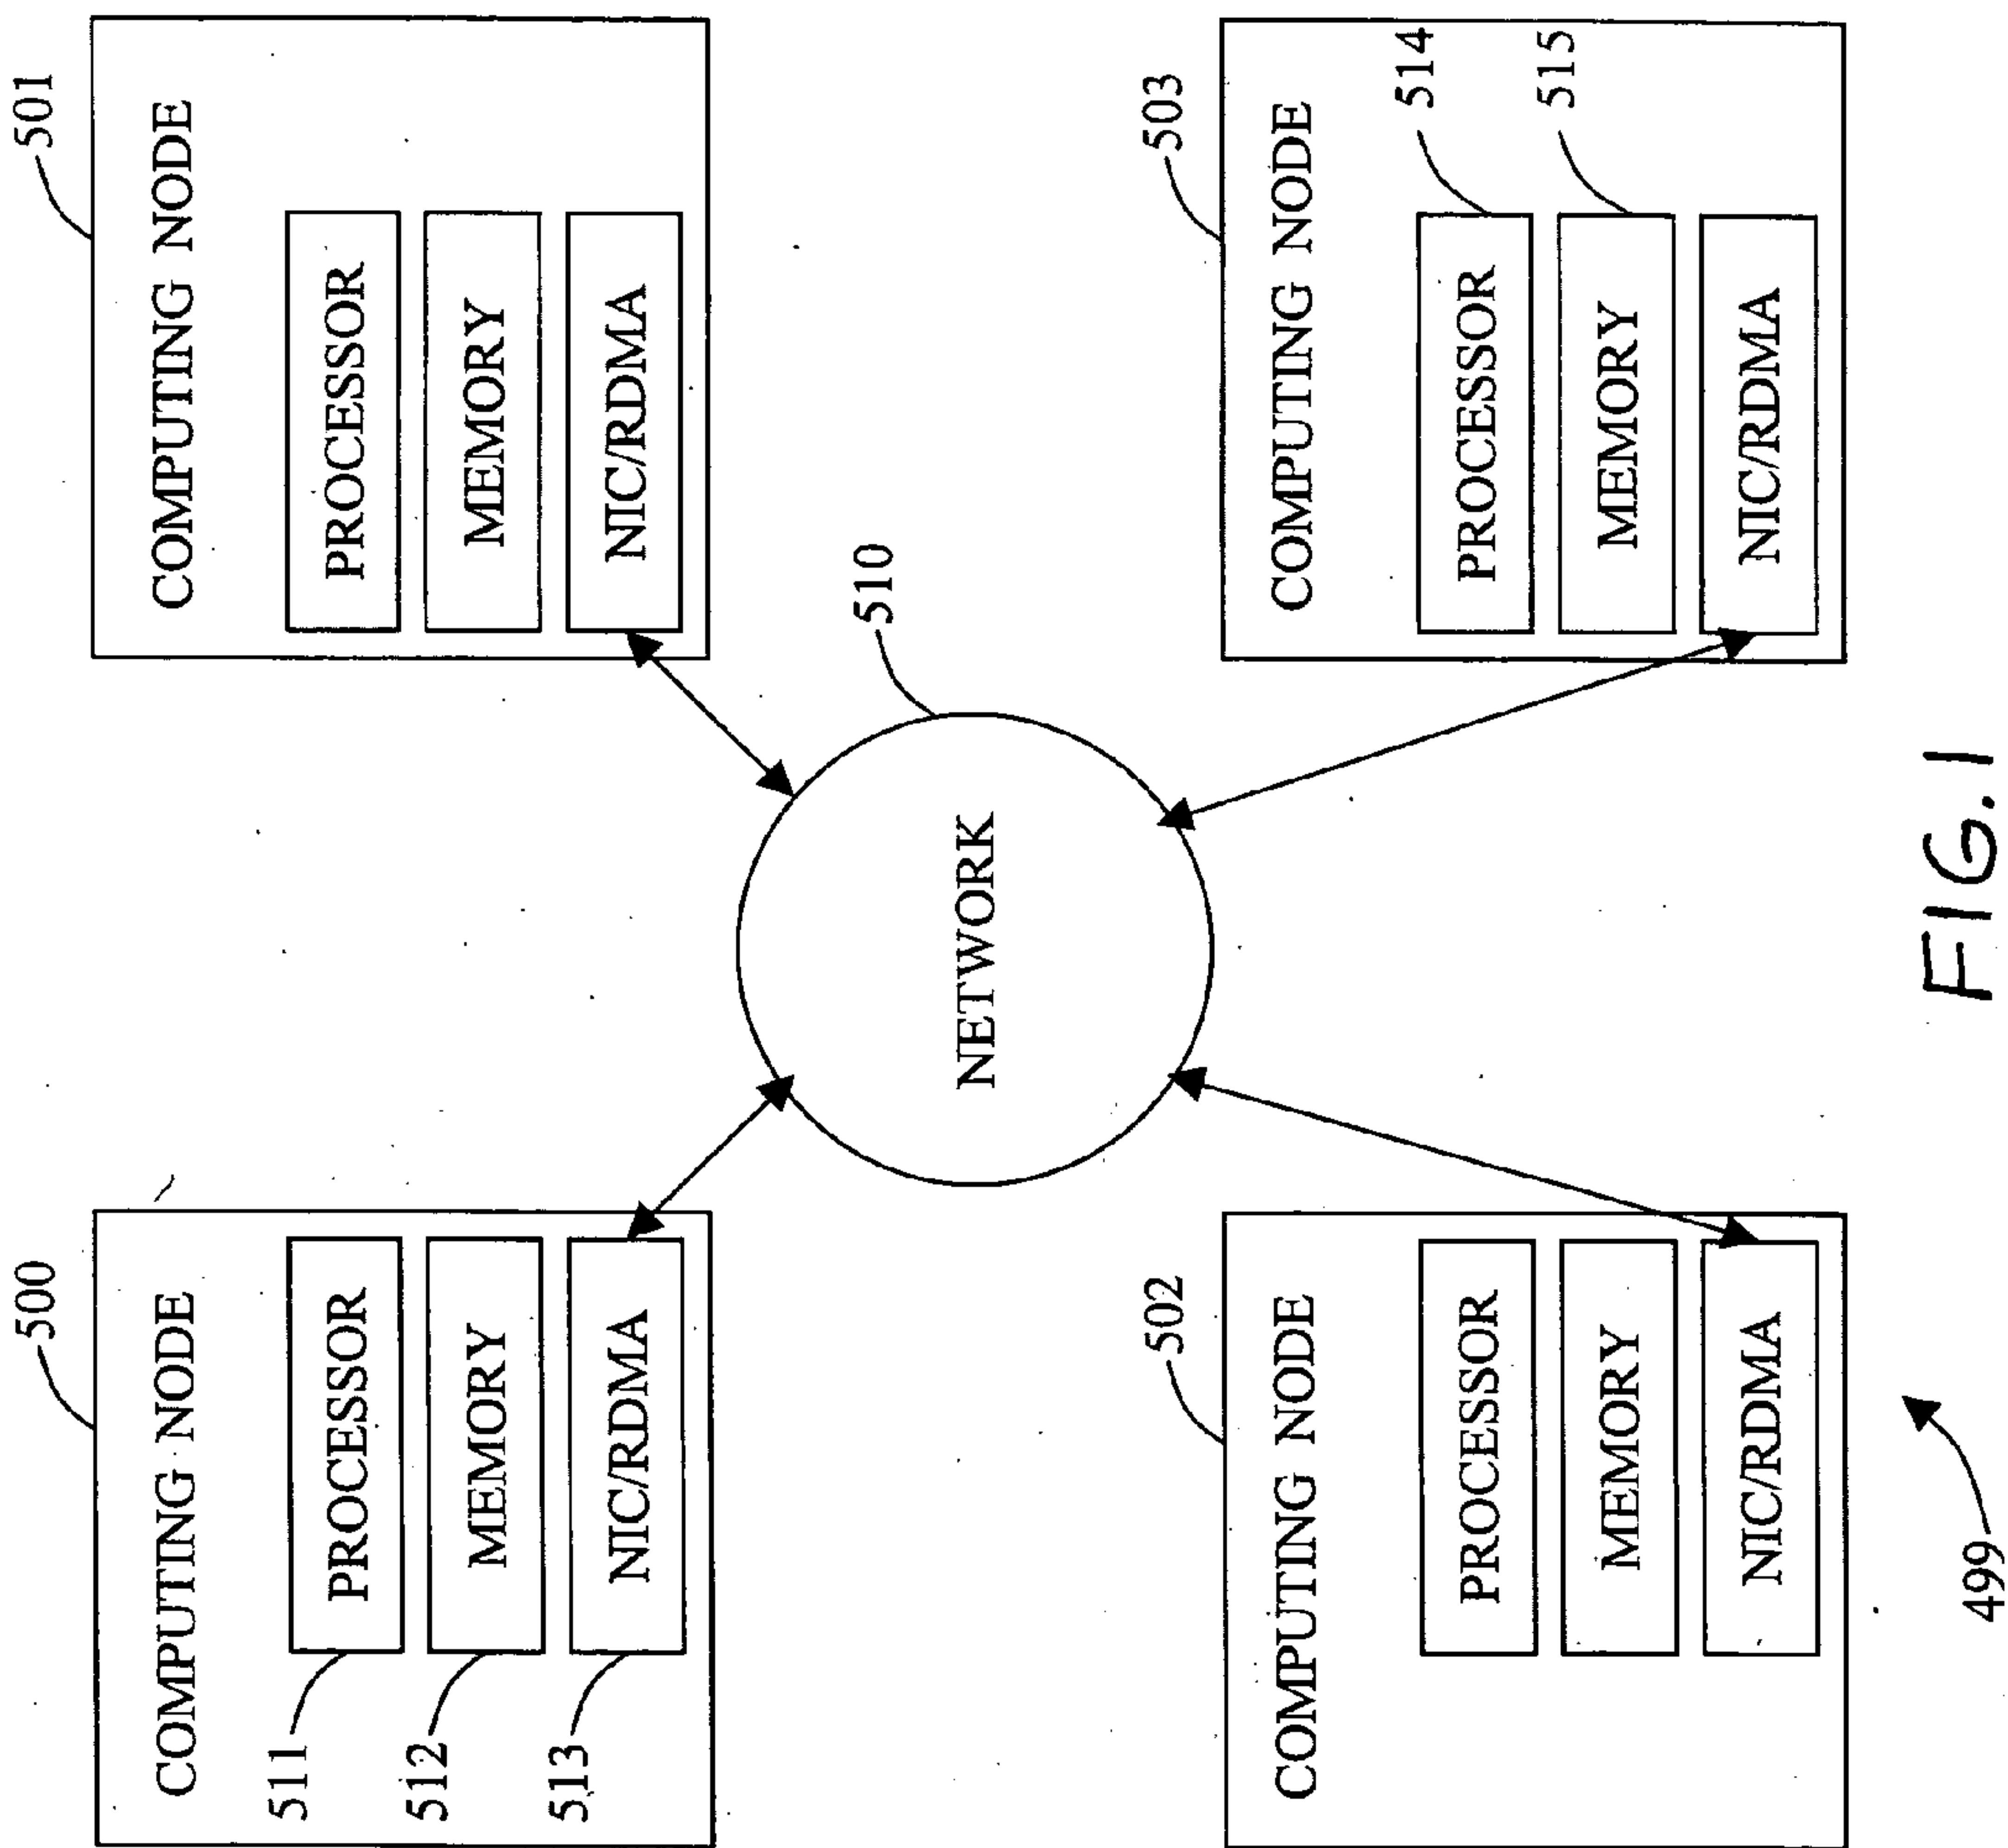 500
COMPUTING NODE
511
PROCESSOR
512
MEMORY
513
NIC/RDMA
501
COMPUTING NODE
PROCESSOR
MEMORY
NIC/RDMA
510
NETWORK
502
COMPUTING NODE
PROCESSOR
MEMORY
NIC/RDMA
503
COMPUTING NODE
PROCESSOR
514
MEMORY
515
NIC/RDMA
499
FIG. 1